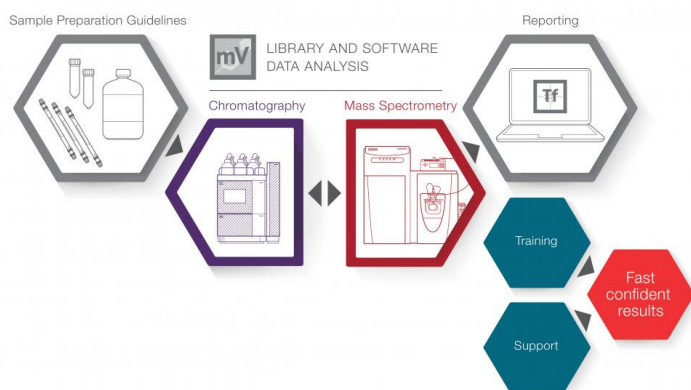 Sample Preparation Guidelines
Reporting
mV
LIBRARY AND SOFTWARE
DATA ANALYSIS
Chromatography
Mass Spectrometry
Tf
Training
Fast
confident
results
Support